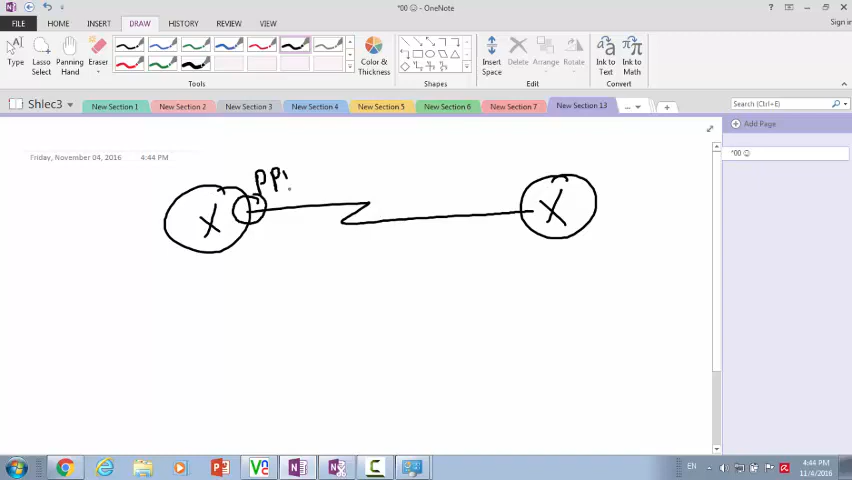 *00 ☺ - OneNote
FILE HOME INSERT DRAW HISTORY REVIEW VIEW
Sign in
Type
Lasso Select
Panning Hand
Eraser
Color & Thickness
Insert Space
Delete
Arrange
Rotate
Ink to Text
Ink to Math
Tools
Shapes
Edit
Convert
Shlec3
New Section 1
New Section 2
New Section 3
New Section 4
New Section 5
New Section 6
New Section 7
New Section 13
...
Search (Ctrl+E)
Add Page
*00 ☺
Friday, November 04, 2016 4:44 PM
X
X
EN
4:44 PM
11/4/2016